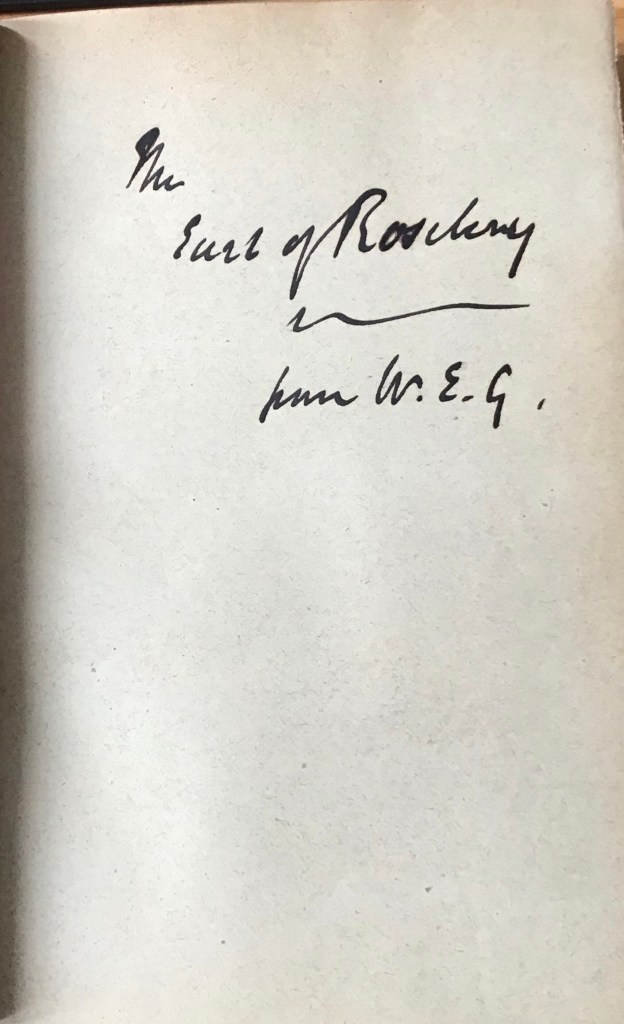 The
Earl of Rosebery
from W. E. G.